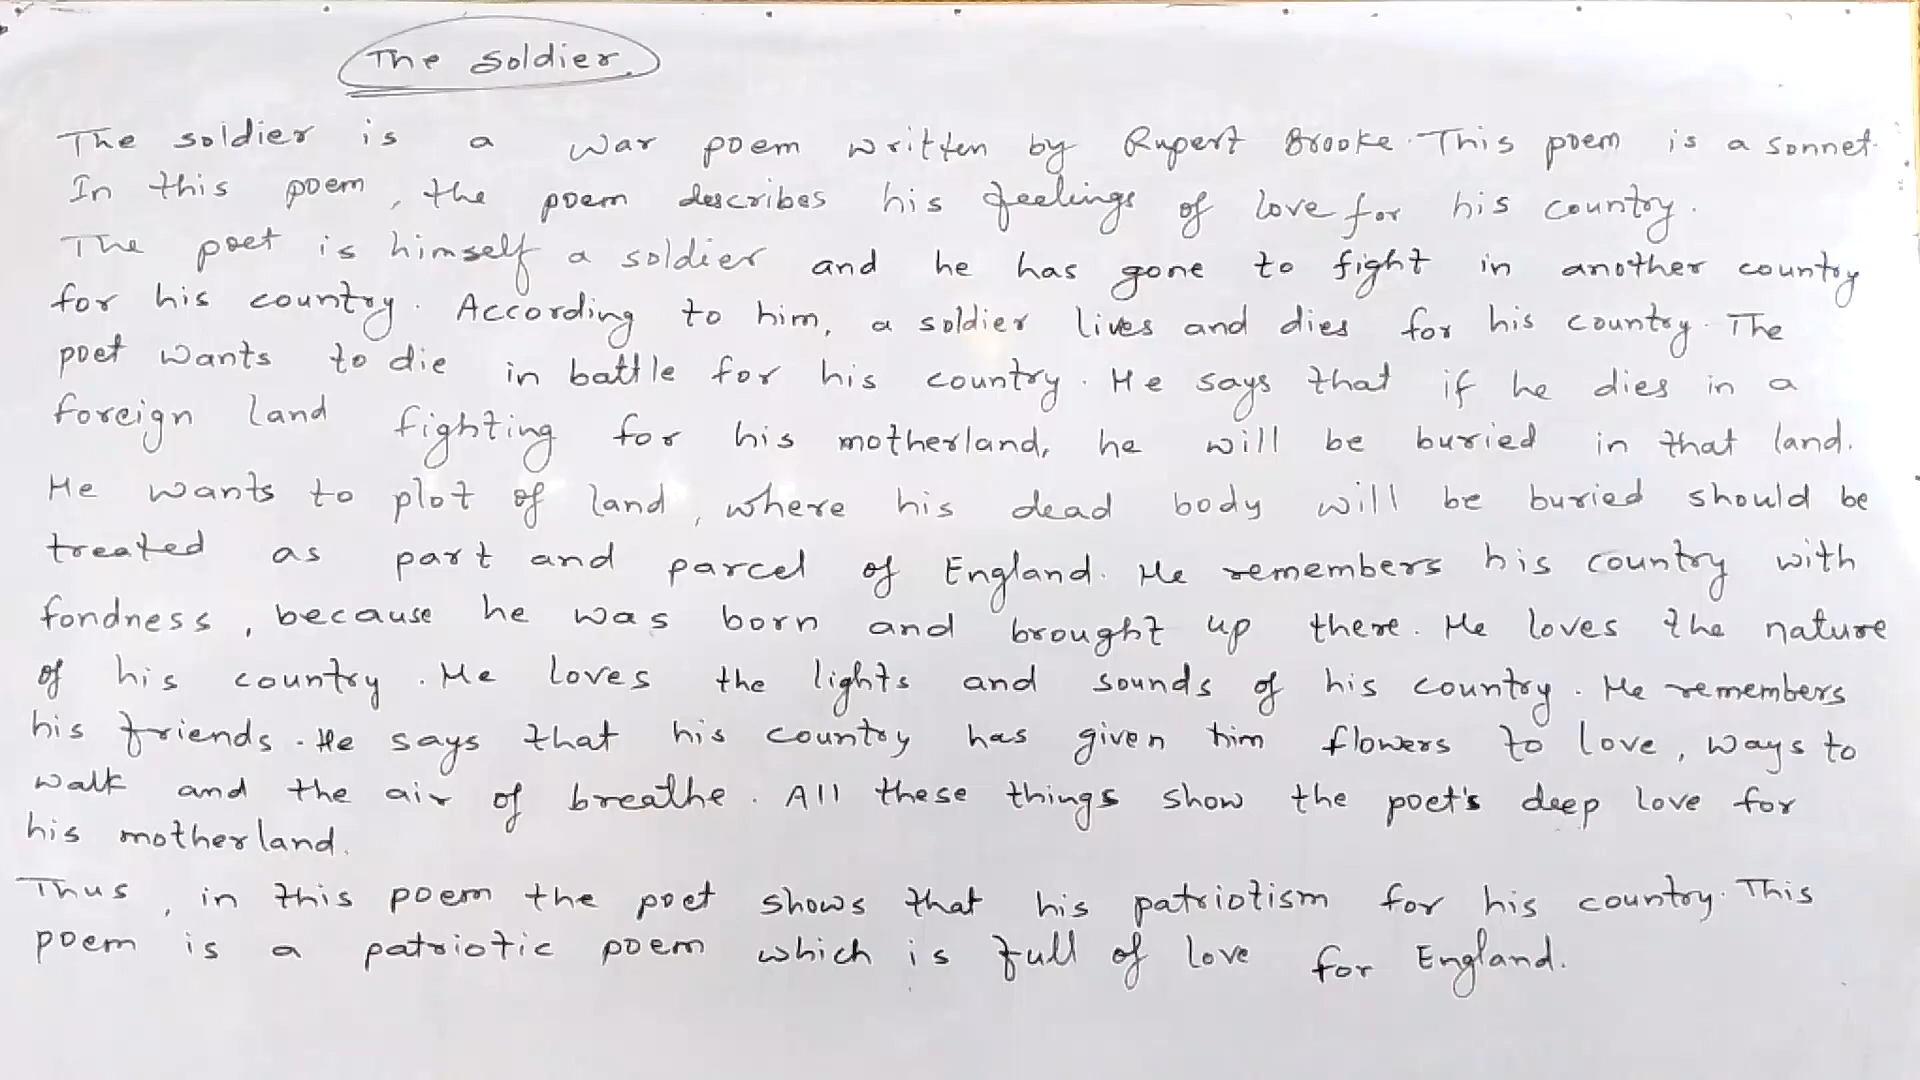 The soldier.
The soldier is a war poem written by Rupert Brooke. This poem is a sonnet.
In this poem, the poem describes his feelings of love for his country.
The poet is himself a soldier and he has gone to fight in another country
for his country. According to him, a soldier lives and dies for his country. The
poet wants to die in battle for his country. He says that if he dies in a
foreign land fighting for his motherland, he will be buried in that land.
He wants to plot of land, where his dead body will be buried should be
treated as part and parcel of England. He remembers his country with
fondness, because he was born and brought up there. He loves the nature
of his country. He loves the lights and sounds of his country. He remembers
his friends. He says that his country has given him flowers to love, ways to
walk and the air of breathe. All these things show the poet's deep love for
his motherland.
Thus, in this poem the poet shows that his patriotism for his country. This
poem is a patriotic poem which is full of love for England.